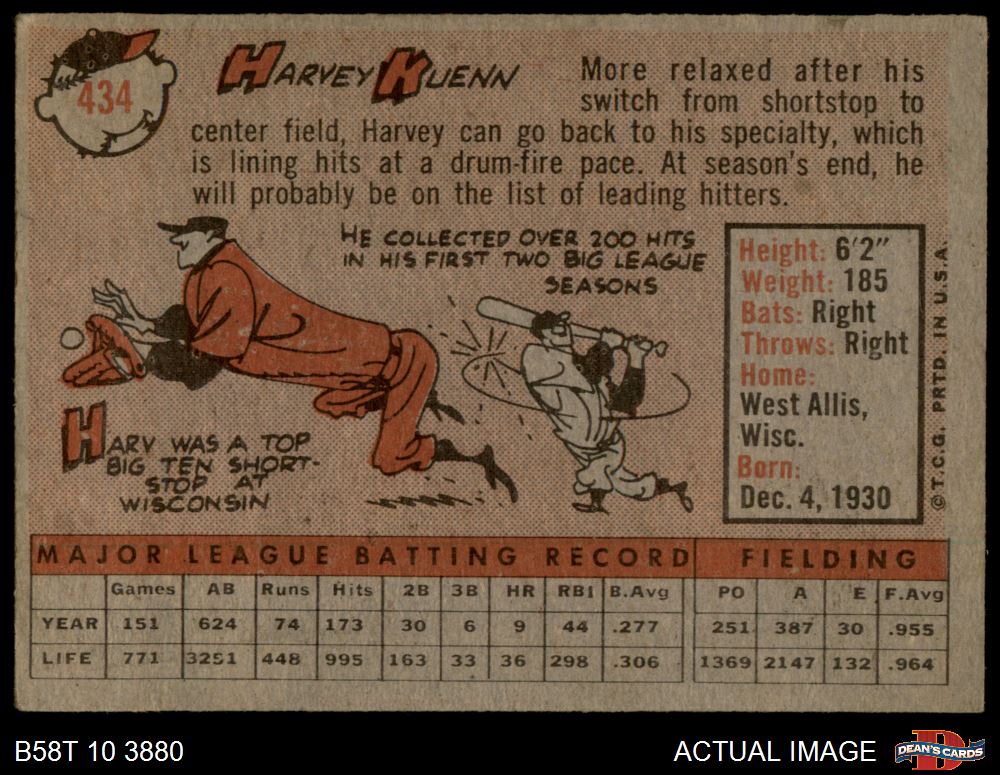 434
HARVEY KUENN
More relaxed after his
switch from shortstop to
center field, Harvey can go back to his specialty, which
is lining hits at a drum-fire pace. At season's end, he
will probably be on the list of leading hitters.
HE COLLECTED OVER 200 HITS
IN HIS FIRST TWO BIG LEAGUE
SEASONS
HARV WAS A TOP
BIG TEN SHORT-
STOP AT
WISCONSIN
Height: 6'2"
Weight: 185
Bats: Right
Throws: Right
Home:
West Allis,
Wisc.
Born:
Dec. 4, 1930
© T.C.G. PRTD. IN U.S.A.
MAJOR LEAGUE BATTING RECORD FIELDING
Games AB Runs Hits 2B 3B HR RBI B.Avg PO A E F.Avg
YEAR 151 624 74 173 30 6 9 44 .277 251 387 30 .955
LIFE 771 3251 448 995 163 33 36 298 .306 1369 2147 132 .964
B58T 10 3880 ACTUAL IMAGE DEAN'S CARDS